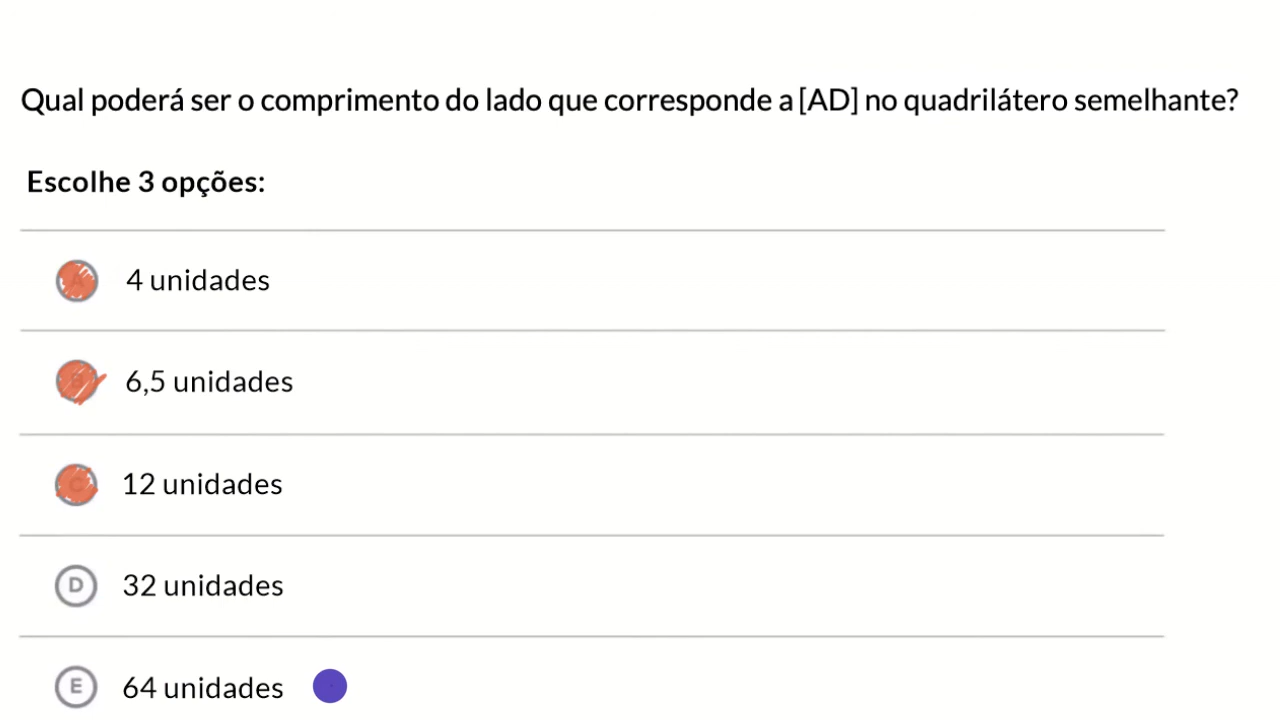 Qual poderá ser o comprimento do lado que corresponde a [AD] no quadrilátero semelhante?
Escolhe 3 opções:
A 4 unidades
B 6,5 unidades
C 12 unidades
D 32 unidades
E 64 unidades